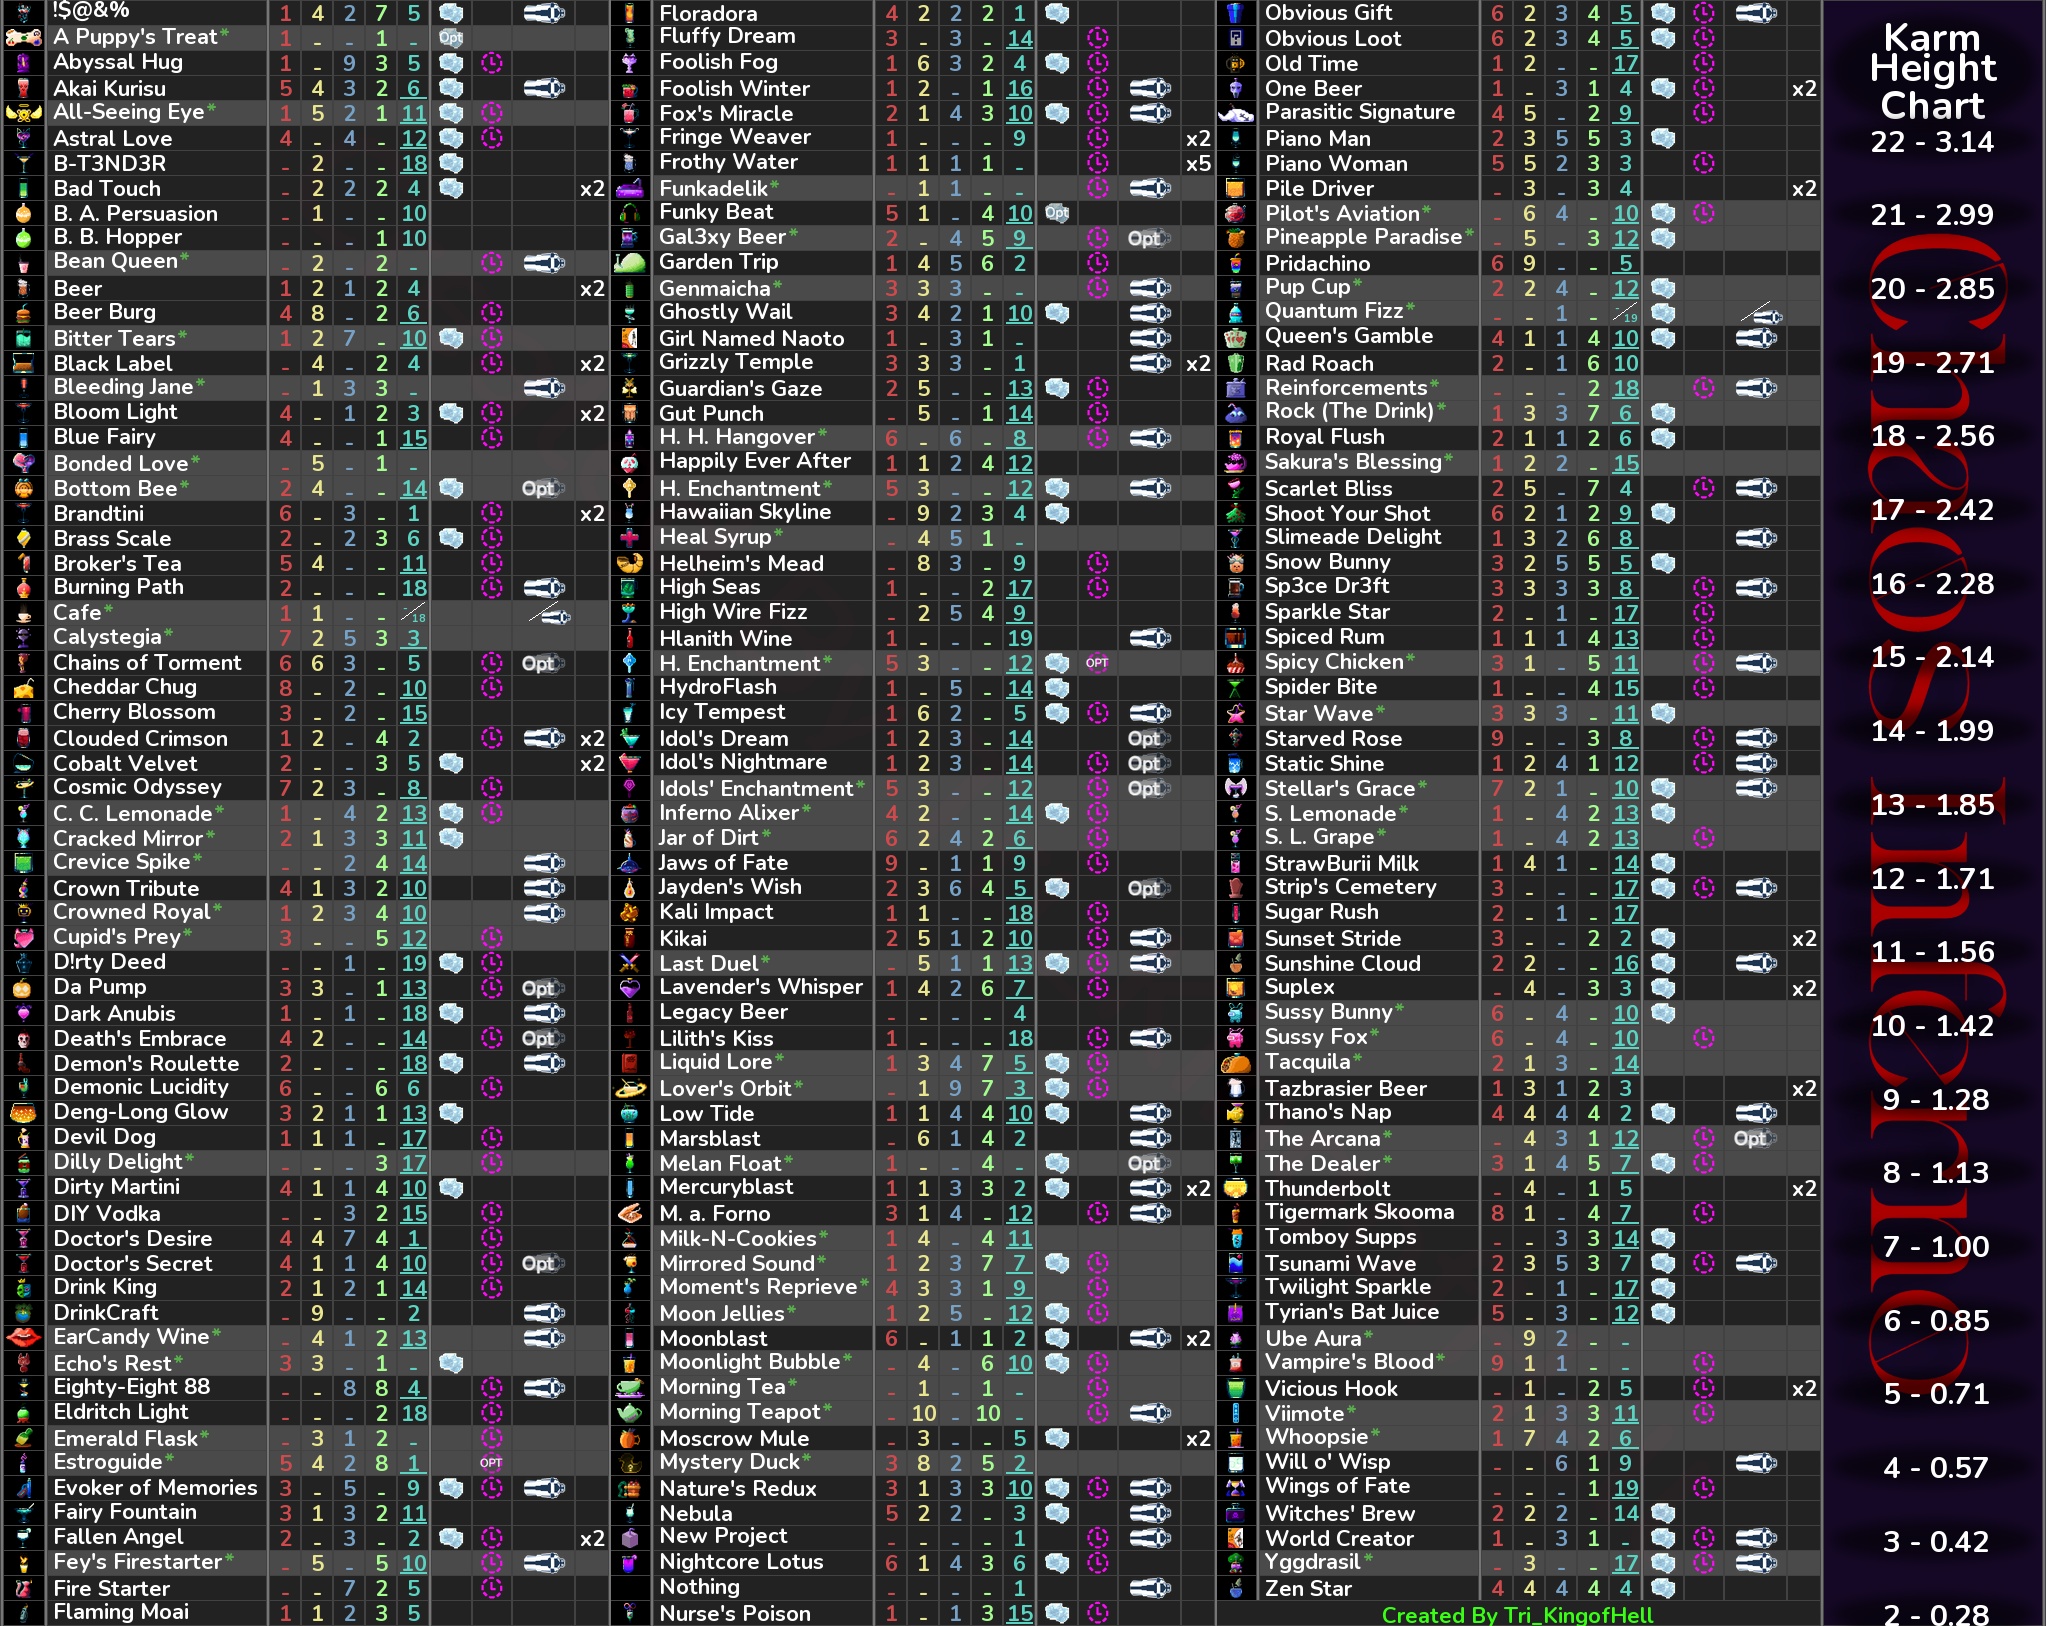 !$@&% 1 4 2 7 5
A Puppy's Treat* 1 - - 1 - Opt
Abyssal Hug 1 - 9 3 5
Akai Kurisu 5 4 3 2 6
All-Seeing Eye* 1 5 2 1 11
Astral Love 4 - 4 - 12
B-T3ND3R - 2 - - 18
Bad Touch - 2 2 2 4 x2
B. A. Persuasion - 1 - - 10
B. B. Hopper - - - 1 10
Bean Queen* - 2 - 2 -
Beer 1 2 1 2 4 x2
Beer Burg 4 8 - 2 6
Bitter Tears* 1 2 7 - 10
Black Label - 4 - 2 4 x2
Bleeding Jane* - 1 3 3 -
Bloom Light 4 - 1 2 3 x2
Blue Fairy 4 - - 1 15
Bonded Love* - 5 - 1 -
Bottom Bee* 2 4 - - 14 Opt
Brandtini 6 - 3 - 1 x2
Brass Scale 2 - 2 3 6
Broker's Tea 5 4 - - 11
Burning Path 2 - - - 18
Cafe* 1 1 - - -/18
Calystegia* 7 2 5 3 3
Chains of Torment 6 6 3 - 5 Opt
Cheddar Chug 8 - 2 - 10
Cherry Blossom 3 - 2 - 15
Clouded Crimson 1 2 - 4 2 x2
Cobalt Velvet 2 - - 3 5 x2
Cosmic Odyssey 7 2 3 - 8
C. C. Lemonade* 1 - 4 2 13
Cracked Mirror* 2 1 3 3 11
Crevice Spike* - - 2 4 14
Crown Tribute 4 1 3 2 10
Crowned Royal* 1 2 3 4 10
Cupid's Prey* 3 - - 5 12
D!rty Deed - - 1 - 19
Da Pump 3 3 - 1 13 Opt
Dark Anubis 1 - 1 - 18
Death's Embrace 4 2 - - 14 Opt
Demon's Roulette 2 - - - 18
Demonic Lucidity 6 - - 6 6
Deng-Long Glow 3 2 1 1 13
Devil Dog 1 1 1 - 17
Dilly Delight* - - - 3 17
Dirty Martini 4 1 1 4 10
DIY Vodka - - 3 2 15
Doctor's Desire 4 4 7 4 1
Doctor's Secret 4 1 1 4 10 Opt
Drink King 2 1 2 1 14
DrinkCraft - 9 - - 2
EarCandy Wine* - 4 1 2 13
Echo's Rest* 3 3 - 1 -
Eighty-Eight 88 - - 8 8 4
Eldritch Light - - - 2 18
Emerald Flask* - 3 1 2 -
Estroguide* 5 4 2 8 1 OPT
Evoker of Memories 3 - 5 - 9
Fairy Fountain 3 1 3 2 11
Fallen Angel 2 - 3 - 2 x2
Fey's Firestarter* - 5 - 5 10
Fire Starter - - 7 2 5
Flaming Moai 1 1 2 3 5
Floradora 4 2 2 2 1
Fluffy Dream 3 - 3 - 14
Foolish Fog 1 6 3 2 4
Foolish Winter 1 2 - 1 16
Fox's Miracle 2 1 4 3 10
Fringe Weaver 1 - - - 9 x2
Frothy Water 1 1 1 1 - x5
Funkadelik* - 1 1 - -
Funky Beat 5 1 - 4 10 Opt
Gal3xy Beer* 2 - 4 5 9 Opt
Garden Trip 1 4 5 6 2
Genmaicha* 3 3 3 - -
Ghostly Wail 3 4 2 1 10
Girl Named Naoto 1 - 3 1 -
Grizzly Temple 3 3 3 - 1 x2
Guardian's Gaze 2 5 - - 13
Gut Punch - 5 - 1 14
H. H. Hangover* 6 - 6 - 8
Happily Ever After 1 1 2 4 12
H. Enchantment* 5 3 - - 12
Hawaiian Skyline - 9 2 3 4
Heal Syrup* - 4 5 1 -
Helheim's Mead - 8 3 - 9
High Seas 1 - - 2 17
High Wire Fizz - 2 5 4 9
Hlanith Wine 1 - - - 19
H. Enchantment* 5 3 - - 12 OPT
HydroFlash 1 - 5 - 14
Icy Tempest 1 6 2 - 5
Idol's Dream 1 2 3 - 14 Opt
Idol's Nightmare 1 2 3 - 14 Opt
Idols' Enchantment* 5 3 - - 12 Opt
Inferno Alixer* 4 2 - - 14
Jar of Dirt* 6 2 4 2 6
Jaws of Fate 9 - 1 1 9
Jayden's Wish 2 3 6 4 5 Opt
Kali Impact 1 1 - - 18
Kikai 2 5 1 2 10
Last Duel* - 5 1 1 13
Lavender's Whisper 1 4 2 6 7
Legacy Beer - - - - 4
Lilith's Kiss 1 - - - 18
Liquid Lore* 1 3 4 7 5
Lover's Orbit* - 1 9 7 3
Low Tide 1 1 4 4 10
Marsblast - 6 1 4 2
Melan Float* 1 - - 4 - Opt
Mercuryblast 1 1 3 3 2 x2
M. a. Forno 3 1 4 - 12
Milk-N-Cookies* 1 4 - 4 11
Mirrored Sound* 1 2 3 7 7
Moment's Reprieve* 4 3 3 1 9
Moon Jellies* 1 2 5 - 12
Moonblast 6 - 1 1 2 x2
Moonlight Bubble* - 4 - 6 10
Morning Tea* - 1 - 1 -
Morning Teapot* - 10 - 10 -
Moscrow Mule - 3 - - 5 x2
Mystery Duck* 3 8 2 5 2
Nature's Redux 3 1 3 3 10
Nebula 5 2 2 - 3
New Project - - - - 1
Nightcore Lotus 6 1 4 3 6
Nothing - - - - 1
Nurse's Poison 1 - 1 3 15
Obvious Gift 6 2 3 4 5
Obvious Loot 6 2 3 4 5
Old Time 1 2 - - 17
One Beer 1 - 3 1 4 x2
Parasitic Signature 4 5 - 2 9
Piano Man 2 3 5 5 3
Piano Woman 5 5 2 3 3
Pile Driver - 3 - 3 4 x2
Pilot's Aviation* - 6 4 - 10
Pineapple Paradise* - 5 - 3 12
Pridachino 6 9 - - 5
Pup Cup* 2 2 4 - 12
Quantum Fizz* - - 1 - -/19
Queen's Gamble 4 1 1 4 10
Rad Roach 2 - 1 6 10
Reinforcements* - - - 2 18
Rock (The Drink)* 1 3 3 7 6
Royal Flush 2 1 1 2 6
Sakura's Blessing* 1 2 2 - 15
Scarlet Bliss 2 5 - 7 4
Shoot Your Shot 6 2 1 2 9
Slimeade Delight 1 3 2 6 8
Snow Bunny 3 2 5 5 5
Sp3ce Dr3ft 3 3 3 3 8
Sparkle Star 2 - 1 - 17
Spiced Rum 1 1 1 4 13
Spicy Chicken* 3 1 - 5 11
Spider Bite 1 - - 4 15
Star Wave* 3 3 3 - 11
Starved Rose 9 - - 3 8
Static Shine 1 2 4 1 12
Stellar's Grace* 7 2 1 - 10
S. Lemonade* 1 - 4 2 13
S. L. Grape* 1 - 4 2 13
StrawBurii Milk 1 4 1 - 14
Strip's Cemetery 3 - - - 17
Sugar Rush 2 - 1 - 17
Sunset Stride 3 - - 2 2 x2
Sunshine Cloud 2 2 - - 16
Suplex - 4 - 3 3 x2
Sussy Bunny* 6 - 4 - 10
Sussy Fox* 6 - 4 - 10
Tacquila* 2 1 3 - 14
Tazbrasier Beer 1 3 1 2 3 x2
Thano's Nap 4 4 4 4 2
The Arcana* - 4 3 1 12 Opt
The Dealer* 3 1 4 5 7
Thunderbolt - 4 - 1 5 x2
Tigermark Skooma 8 1 - 4 7
Tomboy Supps - - 3 3 14
Tsunami Wave 2 3 5 3 7
Twilight Sparkle 2 - 1 - 17
Tyrian's Bat Juice 5 - 3 - 12
Ube Aura* - 9 2 - -
Vampire's Blood* 9 1 1 - -
Vicious Hook - 1 - 2 5 x2
Viimote* 2 1 3 3 11
Whoopsie* 1 7 4 2 6
Will o' Wisp - - 6 1 9
Wings of Fate - - - 1 19
Witches' Brew 2 2 2 - 14
World Creator 1 - 3 1 -
Yggdrasil* - 3 - - 17
Zen Star 4 4 4 4 4
Created By Tri_KingofHell
Karm
Height
Chart
22 - 3.14
21 - 2.99
20 - 2.85
19 - 2.71
18 - 2.56
17 - 2.42
16 - 2.28
15 - 2.14
14 - 1.99
13 - 1.85
12 - 1.71
11 - 1.56
10 - 1.42
9 - 1.28
8 - 1.13
7 - 1.00
6 - 0.85
5 - 0.71
4 - 0.57
3 - 0.42
2 - 0.28
Chaos Inferno